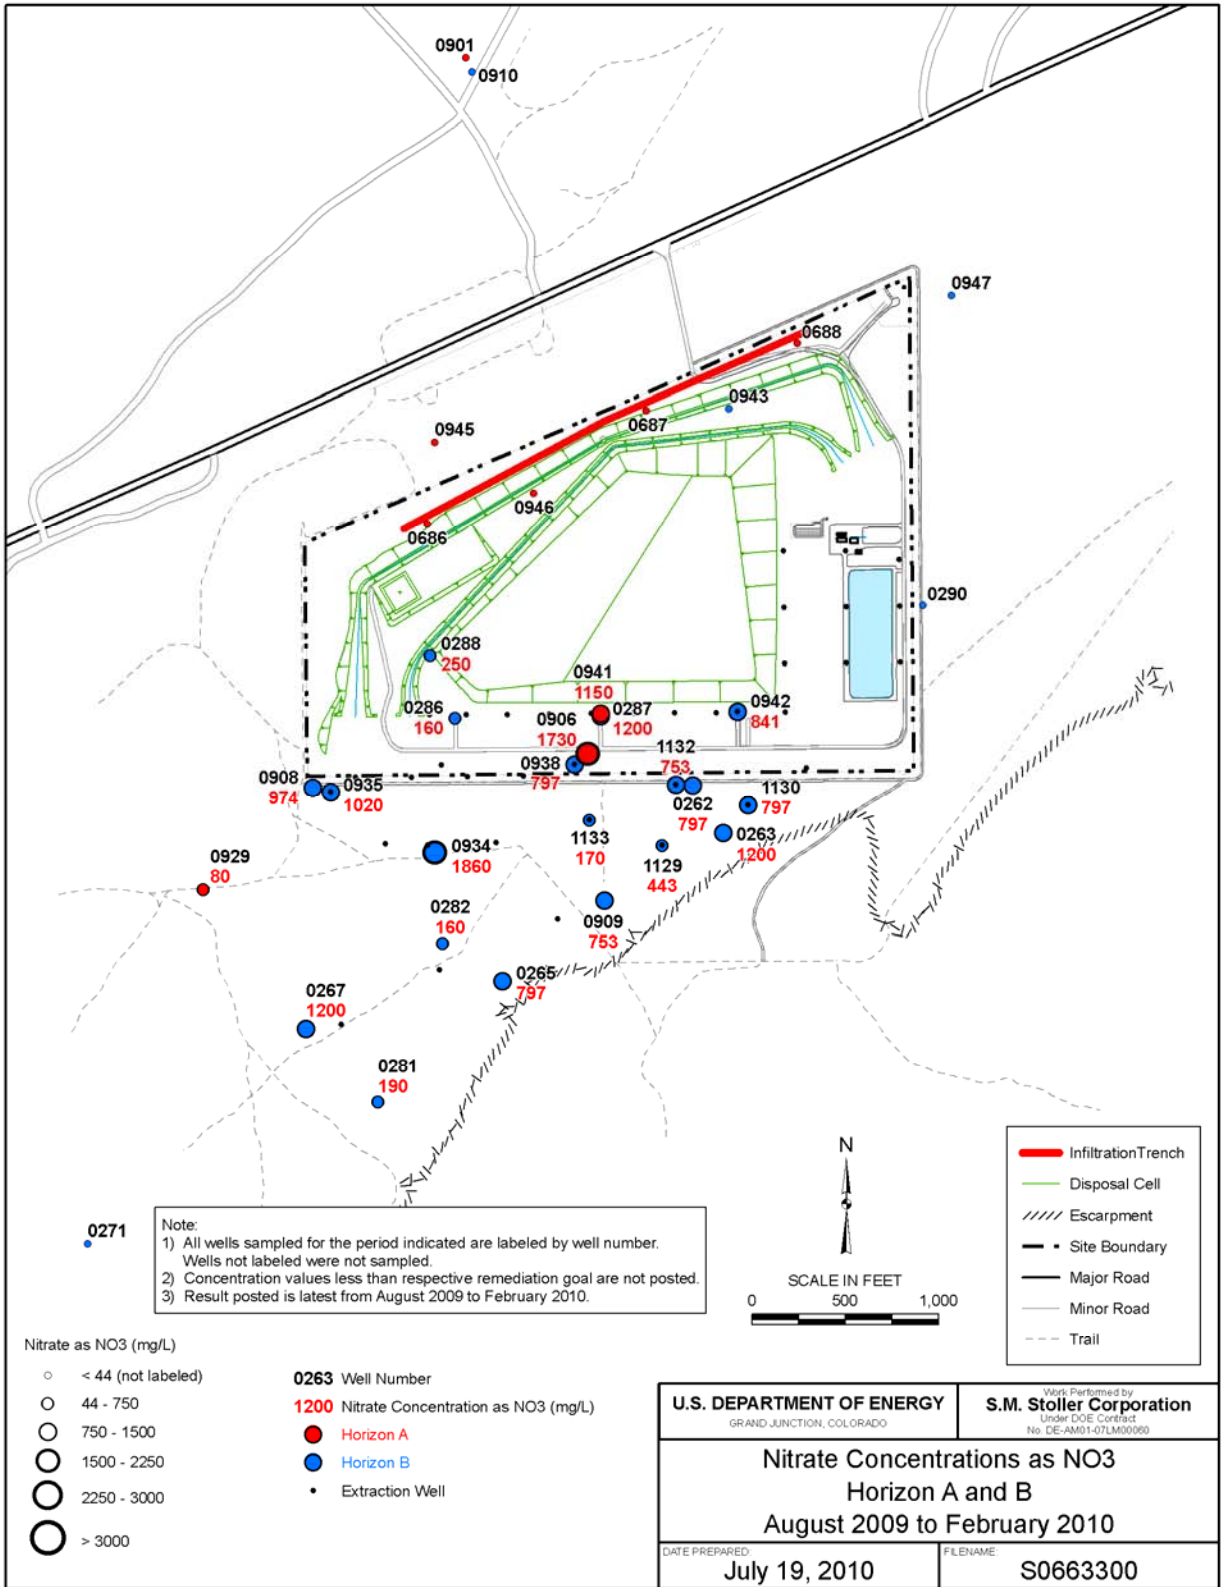 0901
0910
0947
0688
0943
0687
0945
0946
0686
0290
0288
250
0941
1150
0286
160
0906
1730
0287
1200
0942
841
1132
753
0938
797
0908
974
0935
1020
0262
797
1130
797
0263
1200
1133
170
1129
443
0934
1860
0929
80
0282
160
0909
753
0265
797
0267
1200
0281
190
0271
Note:
1) All wells sampled for the period indicated are labeled by well number.
Wells not labeled were not sampled.
2) Concentration values less than respective remediation goal are not posted.
3) Result posted is latest from August 2009 to February 2010.
N
SCALE IN FEET
0 500 1,000
InfiltrationTrench
Disposal Cell
Escarpment
Site Boundary
Major Road
Minor Road
Trail
Nitrate as NO3 (mg/L)
< 44 (not labeled)
44 - 750
750 - 1500
1500 - 2250
2250 - 3000
> 3000
0263 Well Number
1200 Nitrate Concentration as NO3 (mg/L)
Horizon A
Horizon B
Extraction Well
U.S. DEPARTMENT OF ENERGY
GRAND JUNCTION, COLORADO
Work Performed by
S.M. Stoller Corporation
Under DOE Contract
No. DE-AM01-07LM00060
Nitrate Concentrations as NO3
Horizon A and B
August 2009 to February 2010
DATE PREPARED:
July 19, 2010
FILENAME:
S0663300